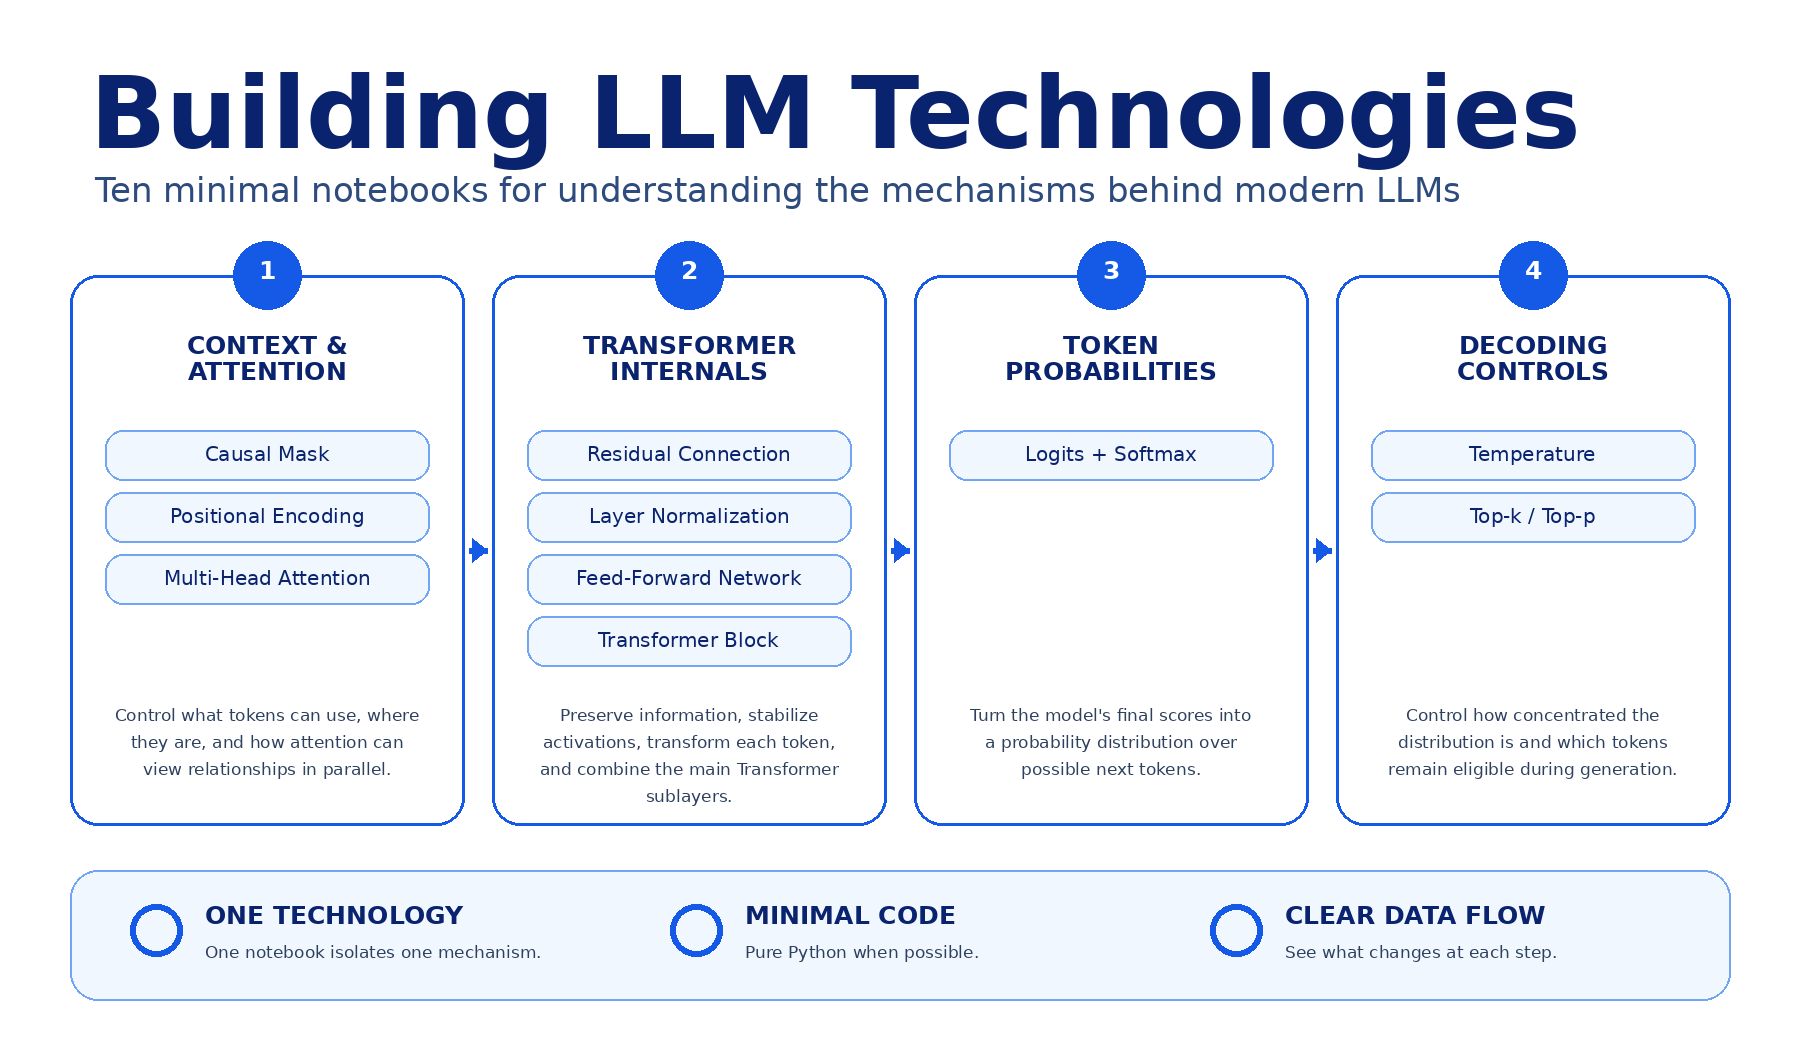 Building LLM Technologies
Ten minimal notebooks for understanding the mechanisms behind modern LLMs
1
CONTEXT &
ATTENTION
Causal Mask
Positional Encoding
Multi-Head Attention
Control what tokens can use, where
they are, and how attention can
view relationships in parallel.
2
TRANSFORMER
INTERNALS
Residual Connection
Layer Normalization
Feed-Forward Network
Transformer Block
Preserve information, stabilize
activations, transform each token,
and combine the main Transformer
sublayers.
3
TOKEN
PROBABILITIES
Logits + Softmax
Turn the model's final scores into
a probability distribution over
possible next tokens.
4
DECODING
CONTROLS
Temperature
Top-k / Top-p
Control how concentrated the
distribution is and which tokens
remain eligible during generation.
ONE TECHNOLOGY
One notebook isolates one mechanism.
MINIMAL CODE
Pure Python when possible.
CLEAR DATA FLOW
See what changes at each step.